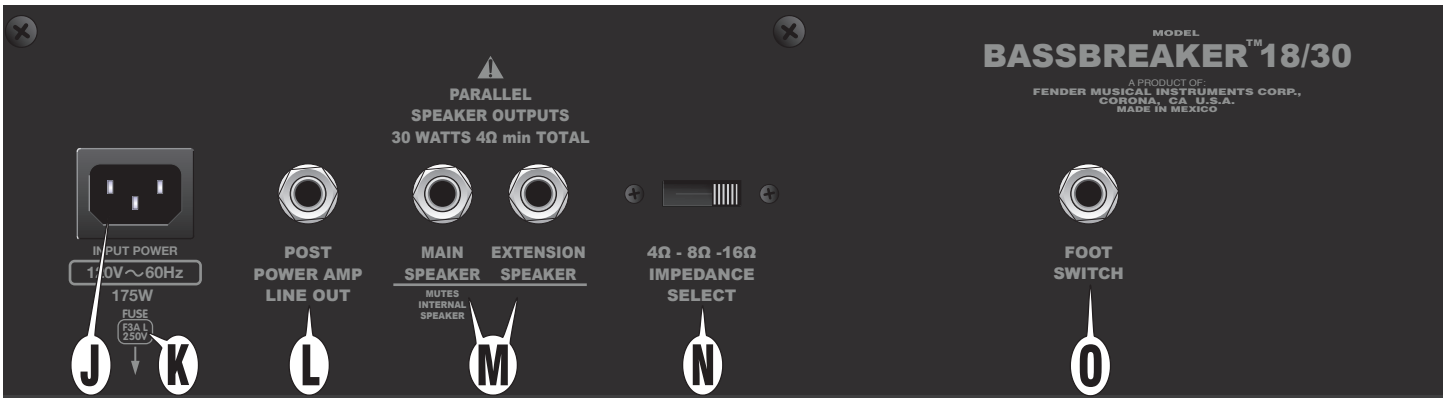 MODEL
BASSBREAKER™18/30
A PRODUCT OF:
FENDER MUSICAL INSTRUMENTS CORP.,
CORONA, CA U.S.A.
MADE IN MEXICO
PARALLEL
SPEAKER OUTPUTS
30 WATTS 4Ω min TOTAL
INPUT POWER
120V～60Hz
175W
FUSE
F3A L
250V
POST
POWER AMP
LINE OUT
MAIN
SPEAKER
MUTES
INTERNAL
SPEAKER
EXTENSION
SPEAKER
4Ω - 8Ω -16Ω
IMPEDANCE
SELECT
FOOT
SWITCH
J
K
L
M
N
O